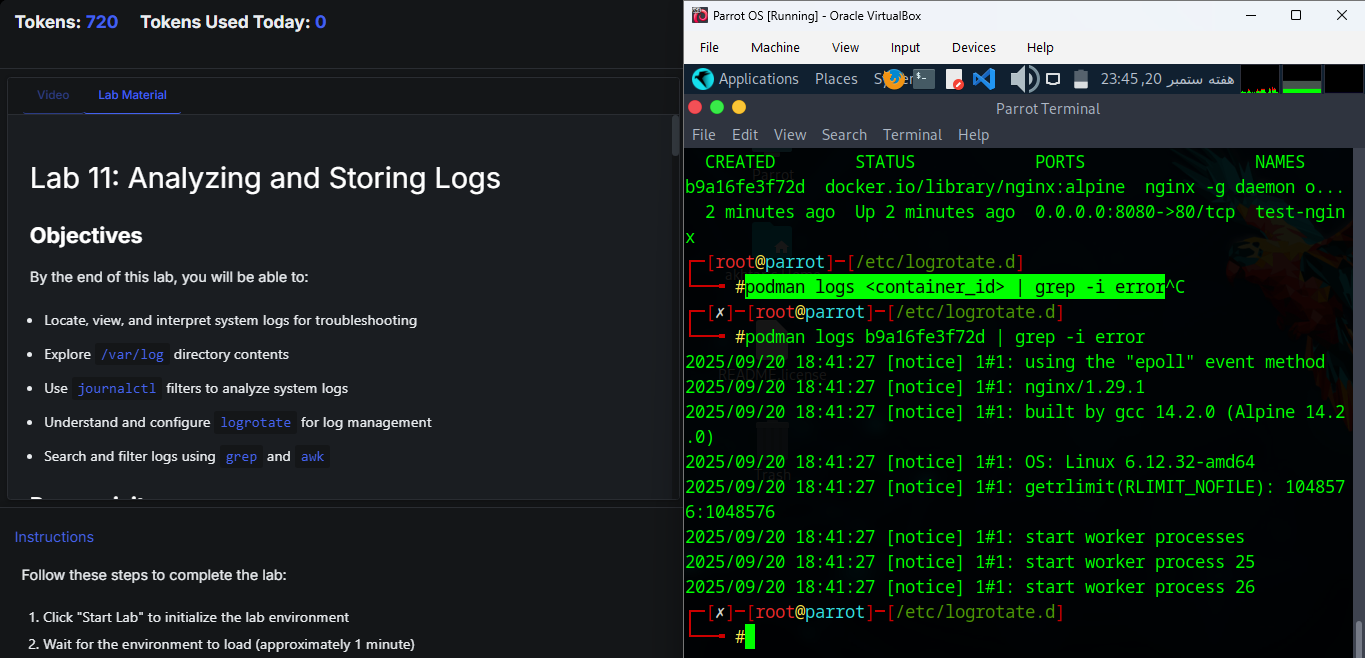 Tokens: 720 Tokens Used Today: 0
Video Lab Material
Lab 11: Analyzing and Storing Logs
Objectives
By the end of this lab, you will be able to:
• Locate, view, and interpret system logs for troubleshooting
• Explore /var/log directory contents
• Use journalctl filters to analyze system logs
• Understand and configure logrotate for log management
• Search and filter logs using grep and awk
Instructions
Follow these steps to complete the lab:
1. Click "Start Lab" to initialize the lab environment
2. Wait for the environment to load (approximately 1 minute)
Parrot OS [Running] - Oracle VirtualBox
File Machine View Input Devices Help
Applications Places
هفته ستمبر 20, 23:45
Parrot Terminal
File Edit View Search Terminal Help
CREATED STATUS PORTS NAMES
b9a16fe3f72d docker.io/library/nginx:alpine nginx -g daemon o...
2 minutes ago Up 2 minutes ago 0.0.0.0:8080->80/tcp test-ngin
x
┌─[root@parrot]─[/etc/logrotate.d]
└──╼ #podman logs <container_id> | grep -i error^C
┌─[✗]─[root@parrot]─[/etc/logrotate.d]
└──╼ #podman logs b9a16fe3f72d | grep -i error
2025/09/20 18:41:27 [notice] 1#1: using the "epoll" event method
2025/09/20 18:41:27 [notice] 1#1: nginx/1.29.1
2025/09/20 18:41:27 [notice] 1#1: built by gcc 14.2.0 (Alpine 14.2
.0)
2025/09/20 18:41:27 [notice] 1#1: OS: Linux 6.12.32-amd64
2025/09/20 18:41:27 [notice] 1#1: getrlimit(RLIMIT_NOFILE): 104857
6:1048576
2025/09/20 18:41:27 [notice] 1#1: start worker processes
2025/09/20 18:41:27 [notice] 1#1: start worker process 25
2025/09/20 18:41:27 [notice] 1#1: start worker process 26
┌─[✗]─[root@parrot]─[/etc/logrotate.d]
└──╼ #